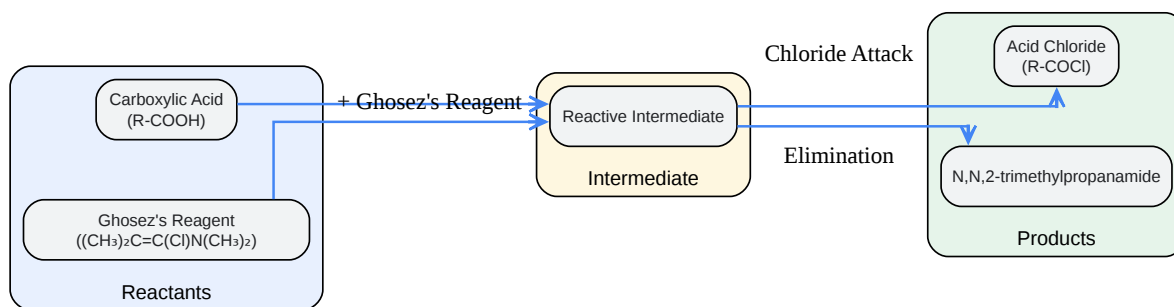 Carboxylic Acid
(R-COOH)
Ghosez's Reagent
((CH₃)₂C=C(Cl)N(CH₃)₂)
Reactants
+ Ghosez's Reagent
Reactive Intermediate
Intermediate
Chloride Attack
Elimination
Acid Chloride
(R-COCl)
N,N,2-trimethylpropanamide
Products